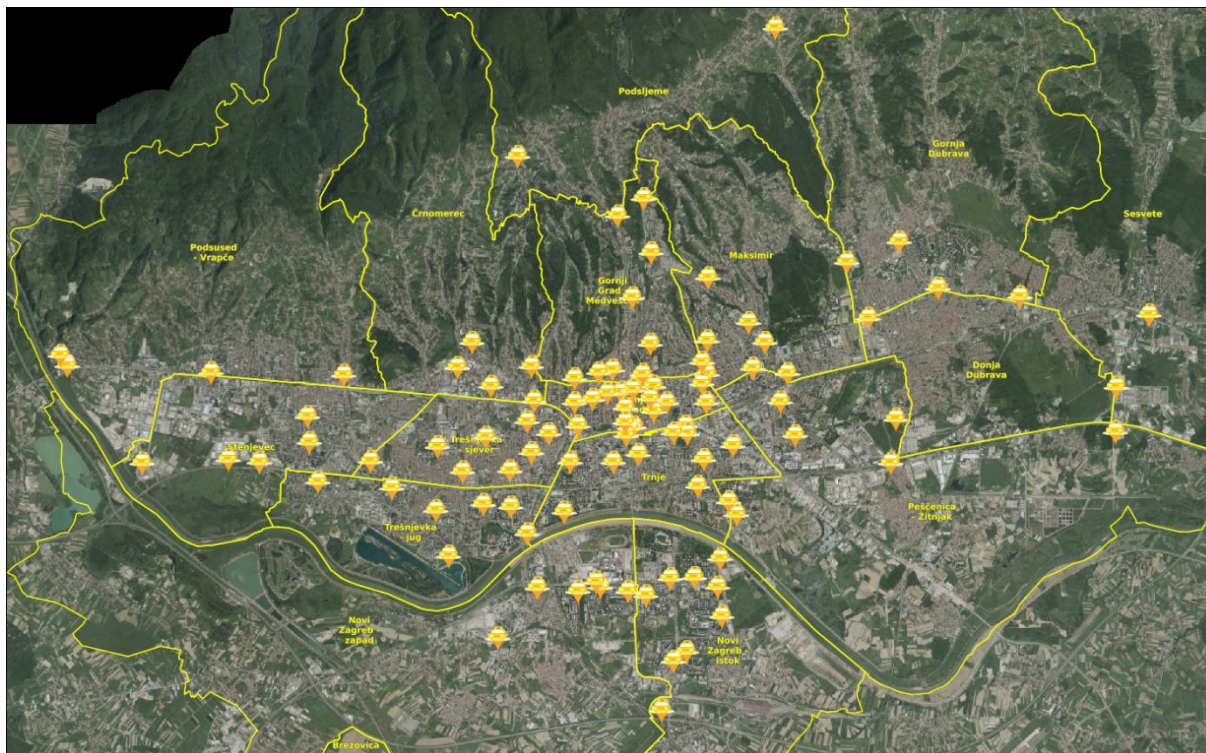 Podsljeme
Gornja
Dubrava
Črnomerec
Sesvete
Podsused
- Vrapče
Maksimir
Gornji
Grad
Medvešč
Donja
Dubrava
Stenjevec
Trešnjevka
- sjever
Trnje
Peščenica
- Žitnjak
Trešnjevka
- jug
Novi
Zagreb -
zapad
Novi
Zagreb -
istok
Brezovica